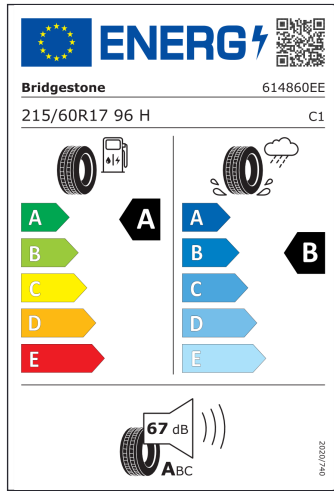 ENERG
Bridgestone 614860EE
215/60R17 96 H C1
A A A
B B B
C C
D D
E E
67 dB
ABC
2020/740